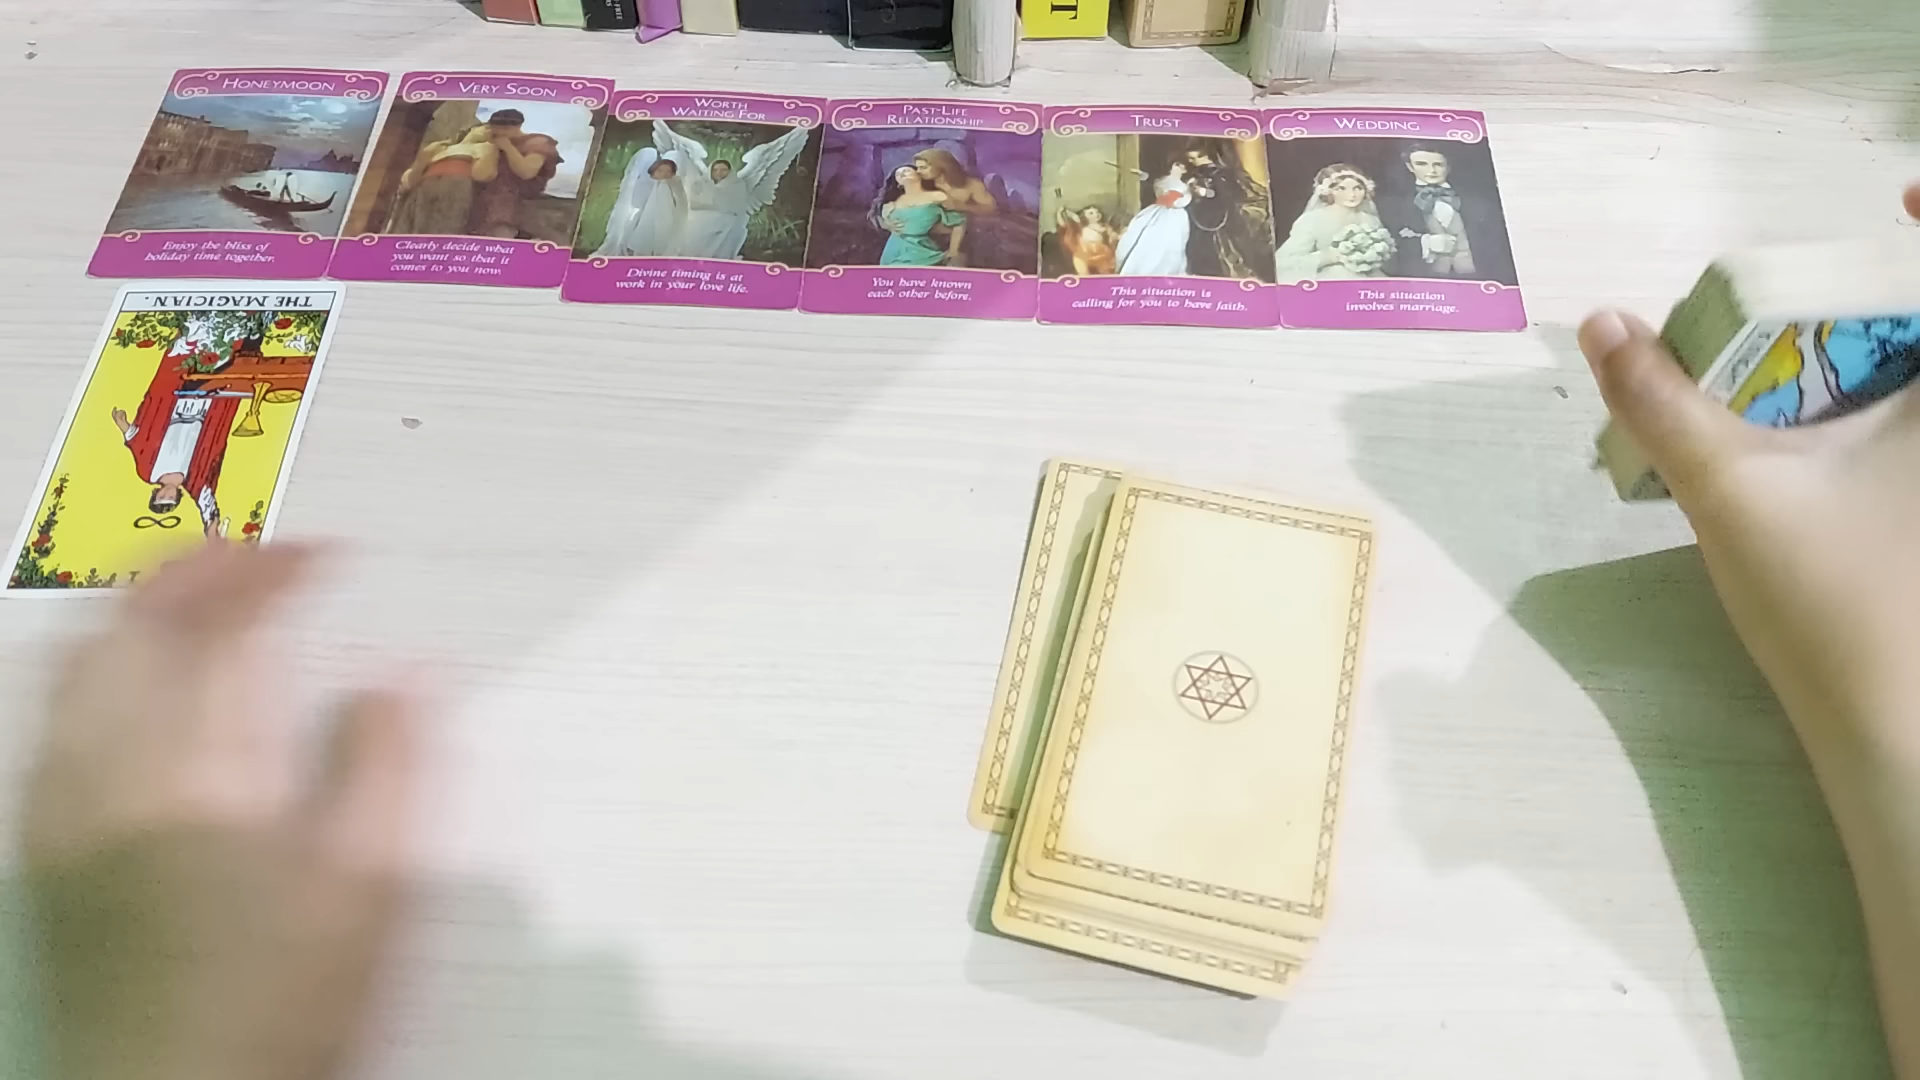 HONEYMOON
Enjoy the bliss of
holiday time together.
VERY SOON
Clearly decide what
you want so that it
comes to you now.
WORTH
WAITING FOR
Divine timing is at
work in your love life.
PAST-LIFE
RELATIONSHIP
You have known
each other before.
TRUST
This situation is
calling for you to have faith.
WEDDING
This situation
involves marriage.
THE MAGICIAN.
I
T